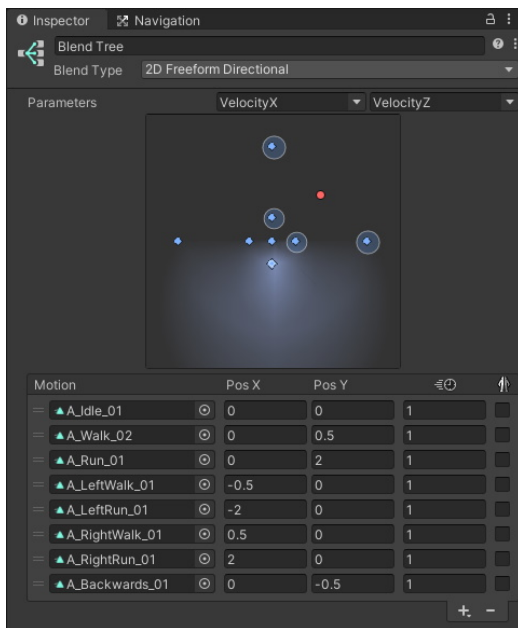 Inspector Navigation
Blend Tree
Blend Type 2D Freeform Directional
Parameters VelocityX VelocityZ
Motion Pos X Pos Y
A_Idle_01 0 0 1
A_Walk_02 0 0.5 1
A_Run_01 0 2 1
A_LeftWalk_01 -0.5 0 1
A_LeftRun_01 -2 0 1
A_RightWalk_01 0.5 0 1
A_RightRun_01 2 0 1
A_Backwards_01 0 -0.5 1